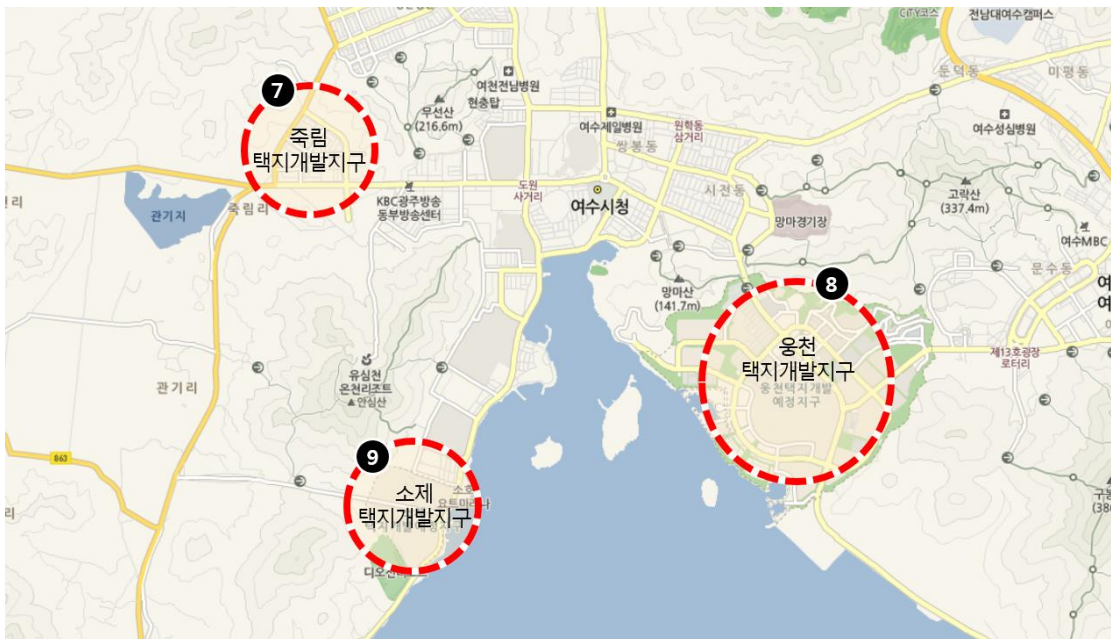 CITY코스
전남대여수캠퍼스
둔덕동
미평동
7
여천전남병원
현충탑
무선산
(216.6m)
죽림
택지개발지구
여수제일병원
원학동
삼거리
쌍봉동
여수성심병원
관기지
죽림리
KBC광주방송
동부방송센터
도원
사거리
여수시청
시전동
고락산
(337.4m)
망마경기장
여수MBC
문수동
8
망마산
(141.7m)
웅천
택지개발지구
웅천택지개발
예정지구
제13호광장
로터리
유심천
온천리조트
안심산
관기리
863
9
소제
택지개발지구